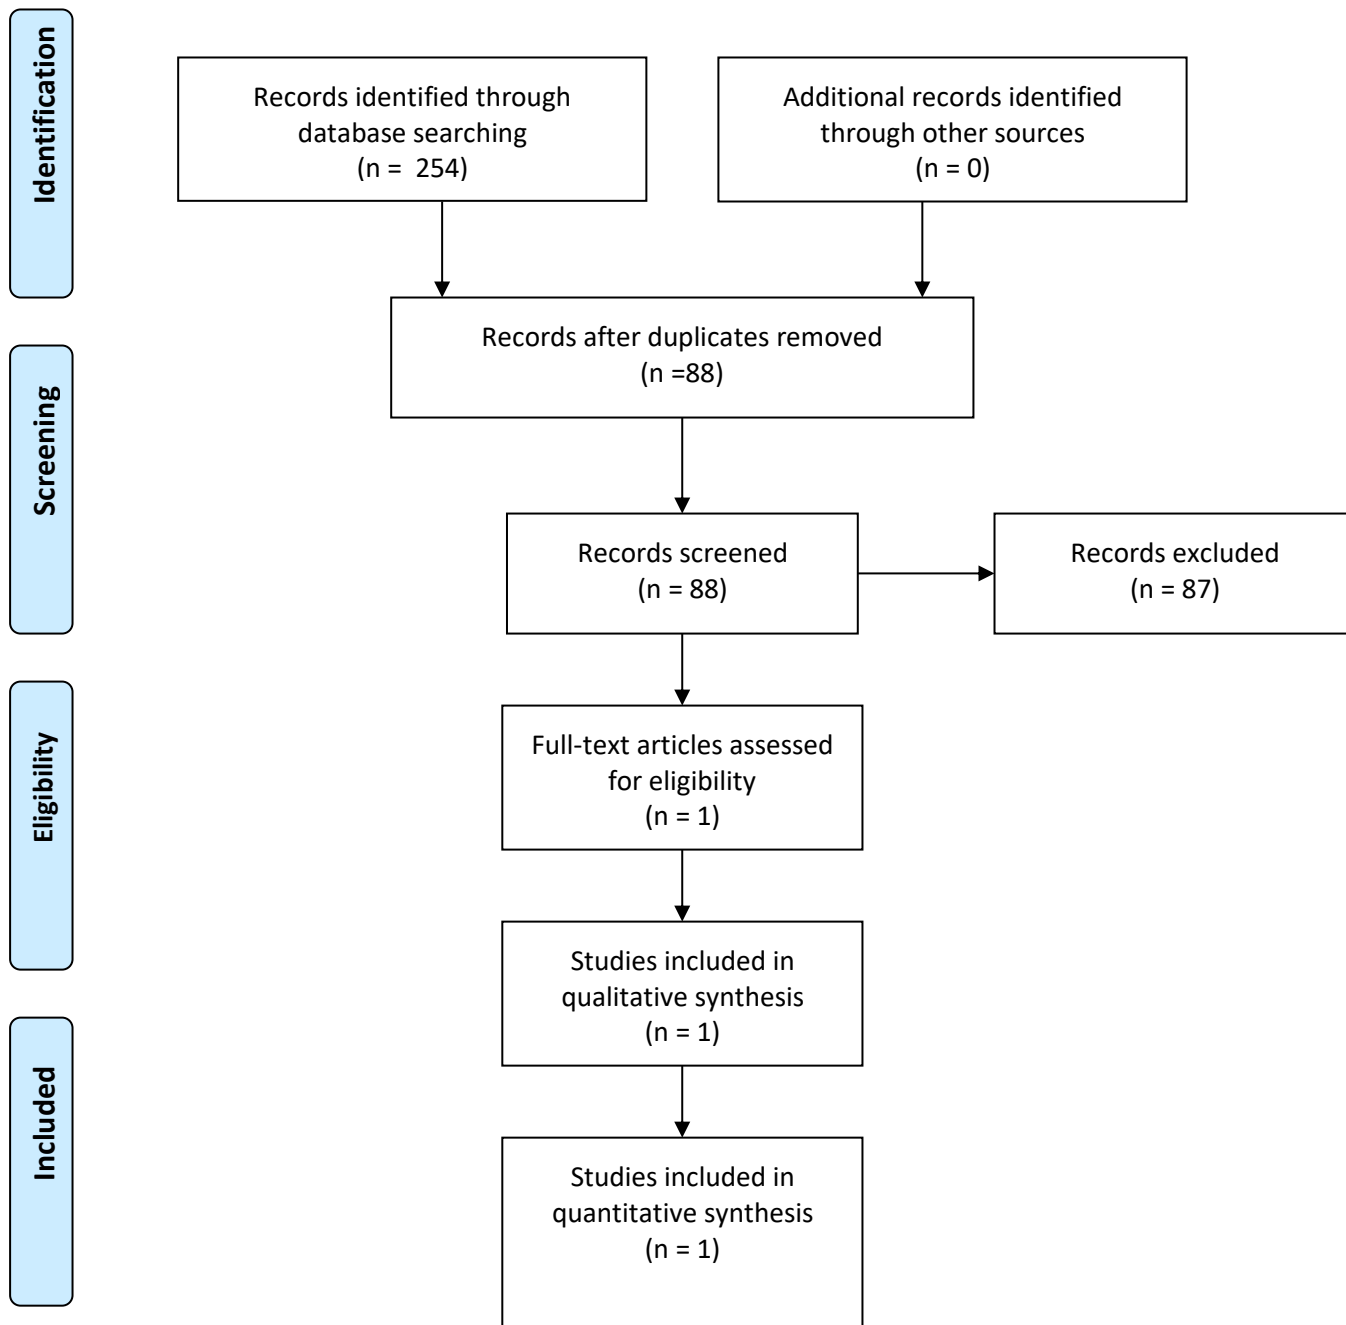 Identification
Records identified through
database searching
(n =  254)
Additional records identified
through other sources
(n = 0)
Records after duplicates removed
(n =88)
Screening
Records screened
(n = 88)
Records excluded
(n = 87)
Eligibility
Full-text articles assessed
for eligibility
(n = 1)
Studies included in
qualitative synthesis
(n = 1)
Included
Studies included in
quantitative synthesis
(n = 1)